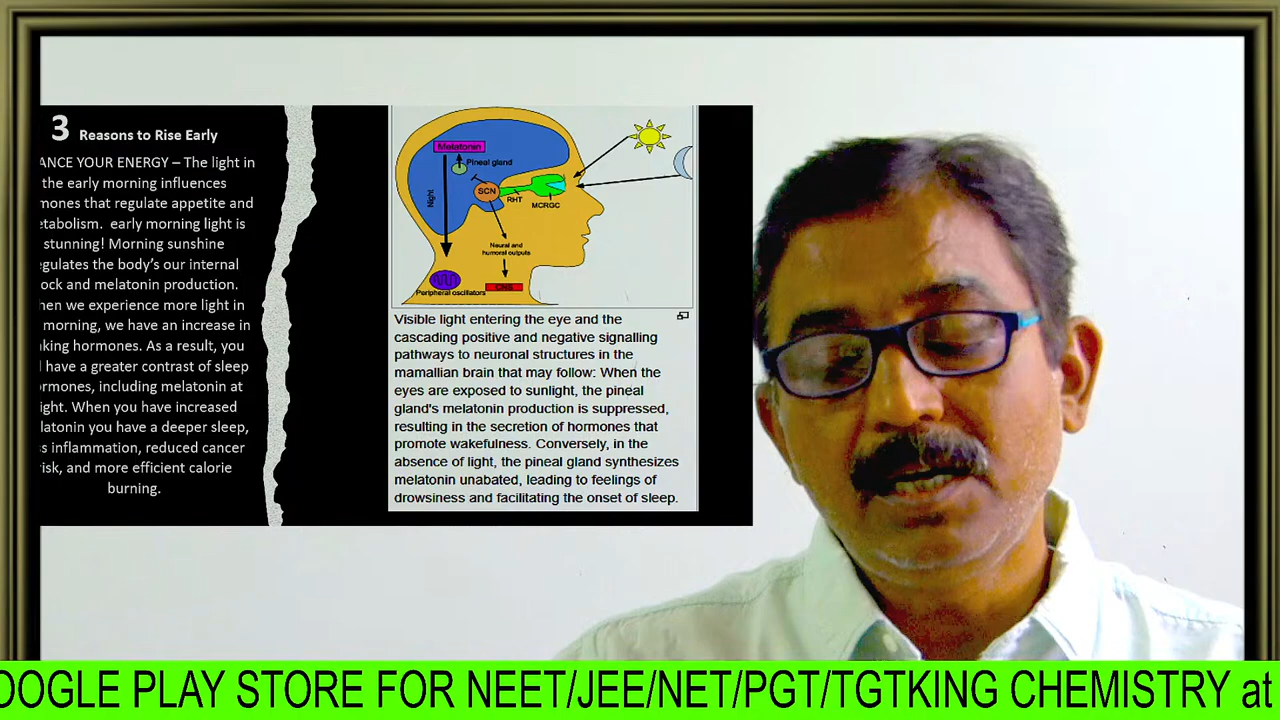 3 Reasons to Rise Early
ANCE YOUR ENERGY – The light in
the early morning influences
mones that regulate appetite and
etabolism. early morning light is
stunning! Morning sunshine
egulates the body's our internal
ock and melatonin production.
hen we experience more light in
morning, we have an increase in
king hormones. As a result, you
have a greater contrast of sleep
ormones, including melatonin at
ight. When you have increased
latonin you have a deeper sleep,
s inflammation, reduced cancer
risk, and more efficient calorie
burning.
Melatonin
Pineal gland
Night
SCN
RHT
MCRGC
Neural and
humoral outputs
Peripheral oscillators
Visible light entering the eye and the
cascading positive and negative signalling
pathways to neuronal structures in the
mamallian brain that may follow: When the
eyes are exposed to sunlight, the pineal
gland's melatonin production is suppressed,
resulting in the secretion of hormones that
promote wakefulness. Conversely, in the
absence of light, the pineal gland synthesizes
melatonin unabated, leading to feelings of
drowsiness and facilitating the onset of sleep.
OOGLE PLAY STORE FOR NEET/JEE/NET/PGT/TGTKING CHEMISTRY at